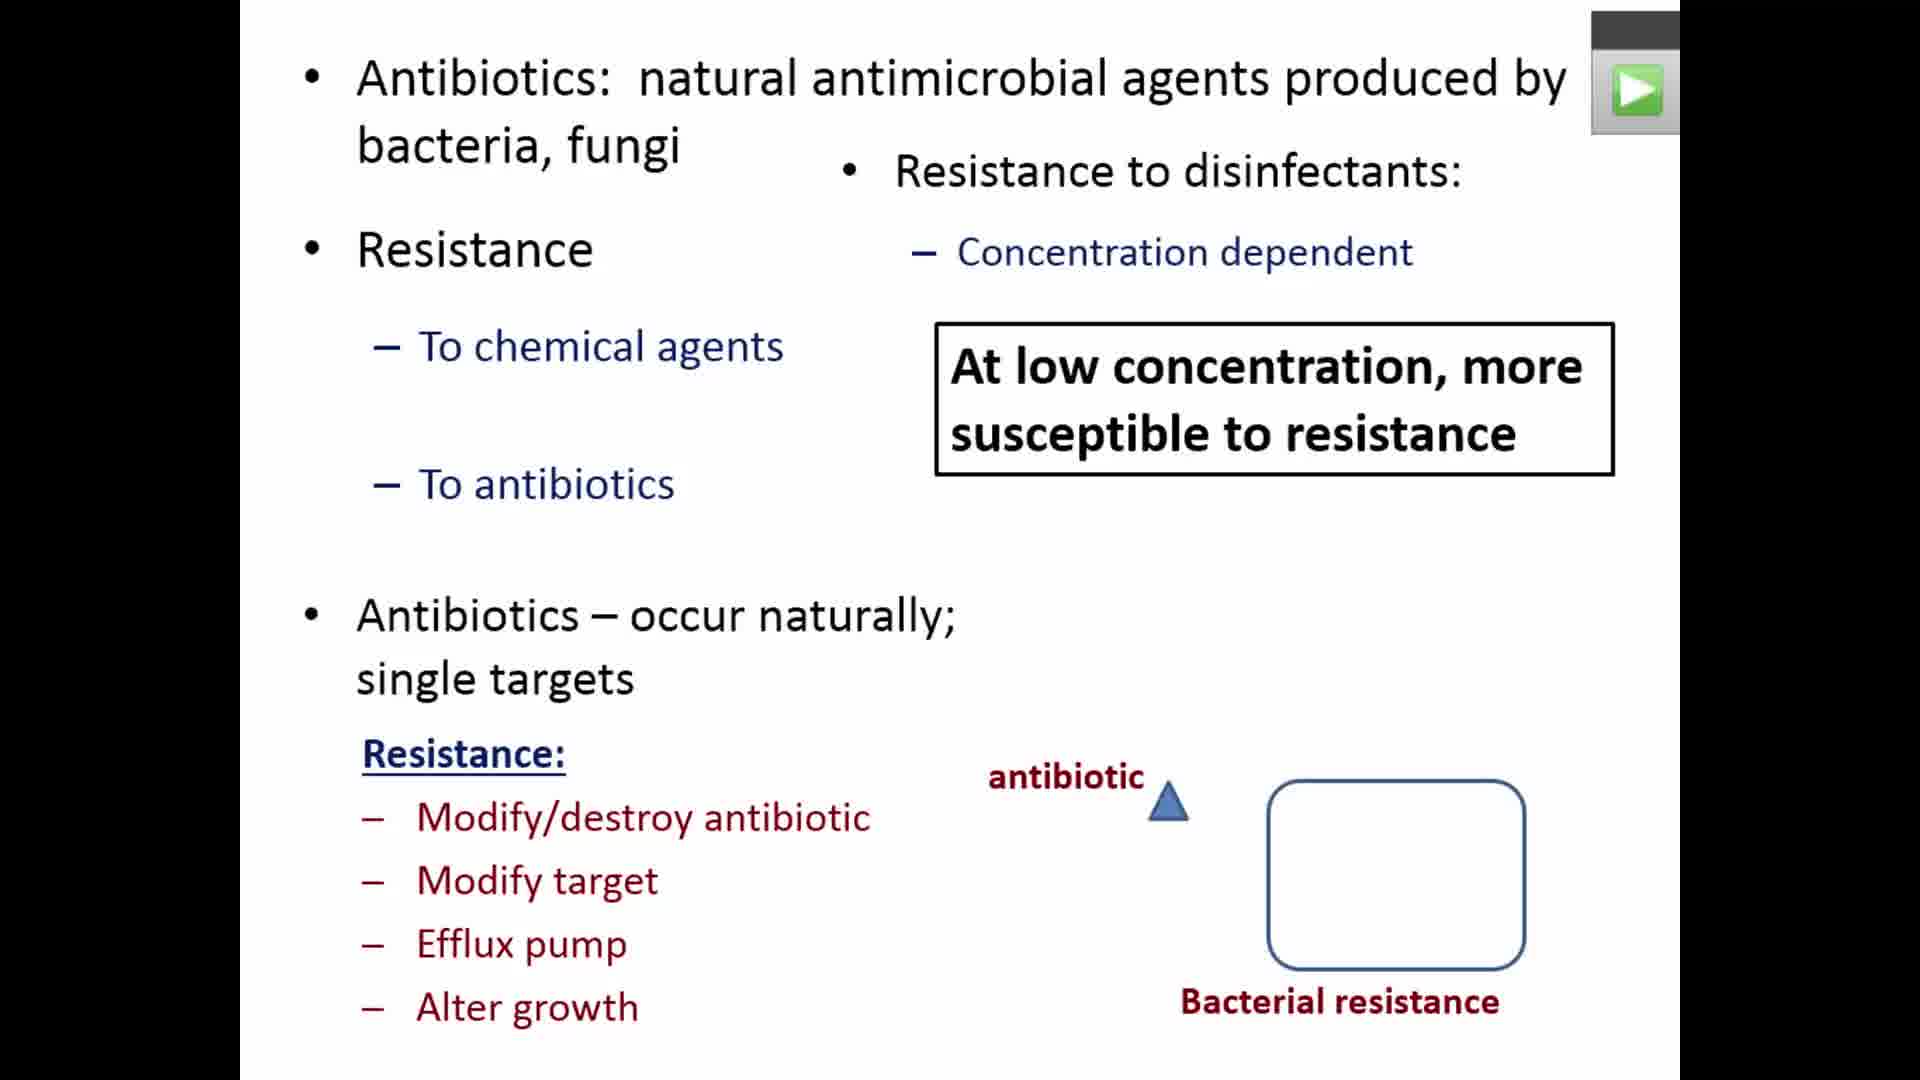 • Antibiotics: natural antimicrobial agents produced by
bacteria, fungi
• Resistance
– To chemical agents
– To antibiotics
• Resistance to disinfectants:
– Concentration dependent
At low concentration, more
susceptible to resistance
• Antibiotics – occur naturally;
single targets
Resistance:
– Modify/destroy antibiotic
– Modify target
– Efflux pump
– Alter growth
antibiotic
Bacterial resistance